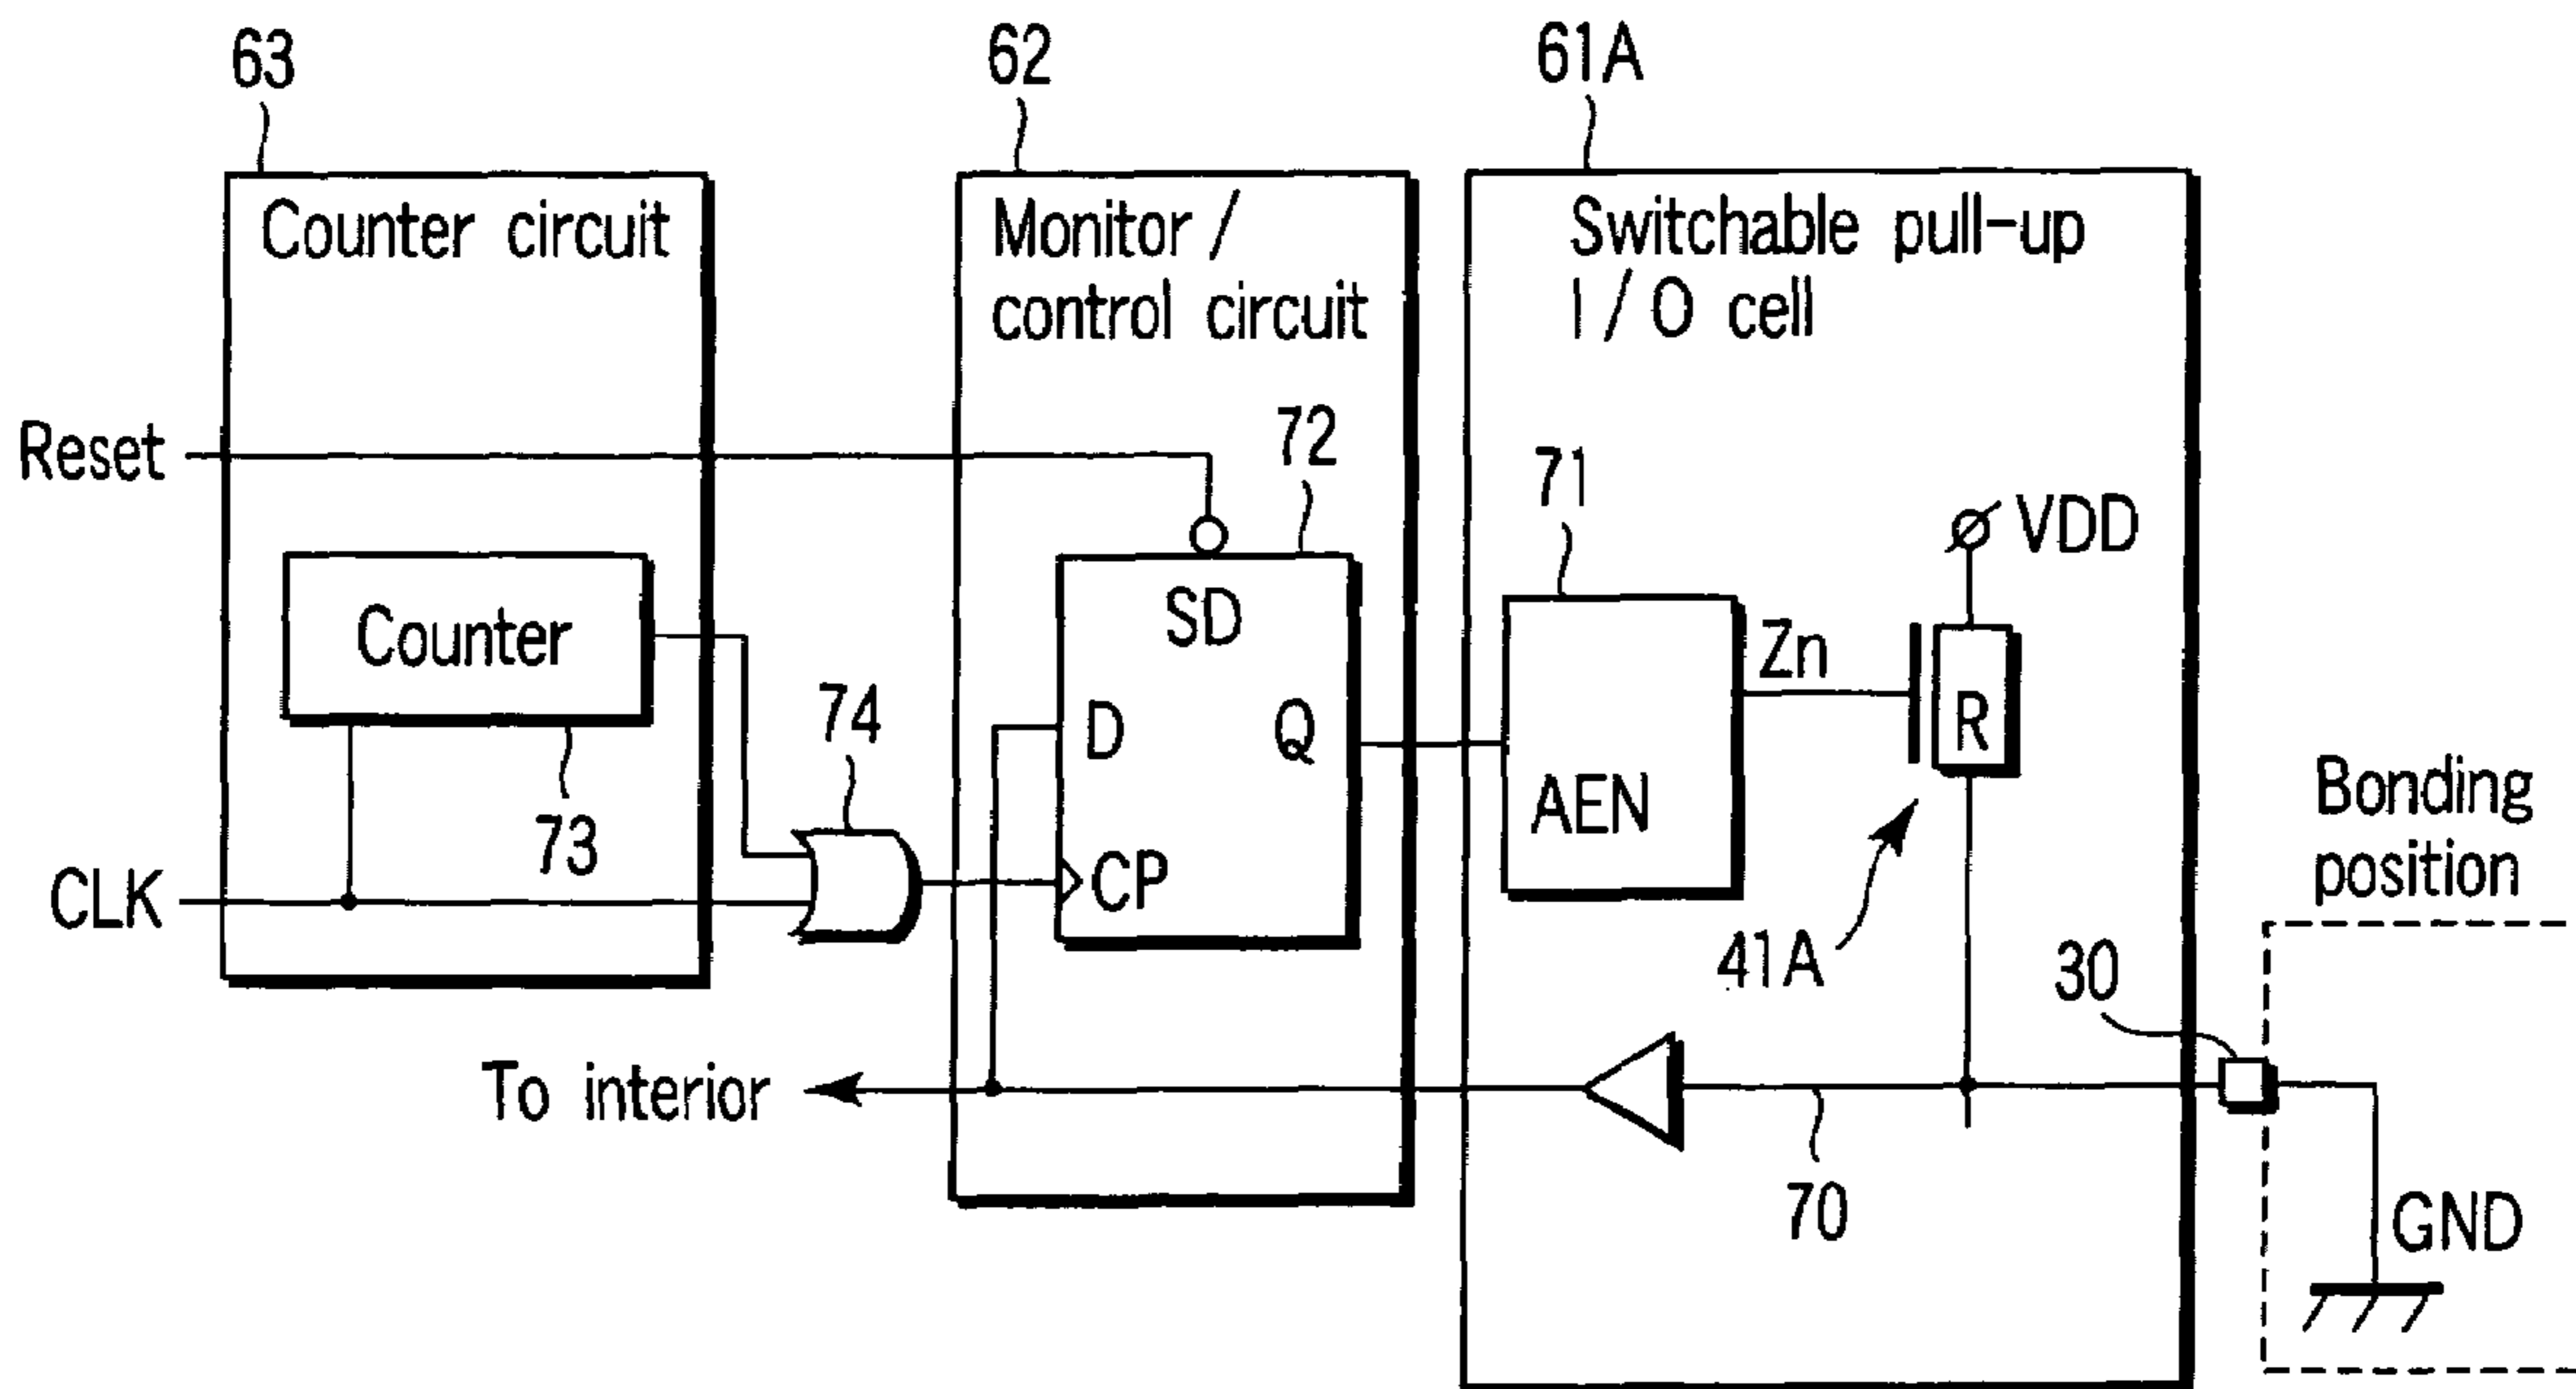 63
62
61A
Counter circuit
Monitor /
control circuit
Switchable pull-up
I / O cell
Reset
72
71
VDD
SD
Counter
Zn
74
D
Q
R
AEN
Bonding
position
73
CP
CLK
41A
30
To interior
70
GND